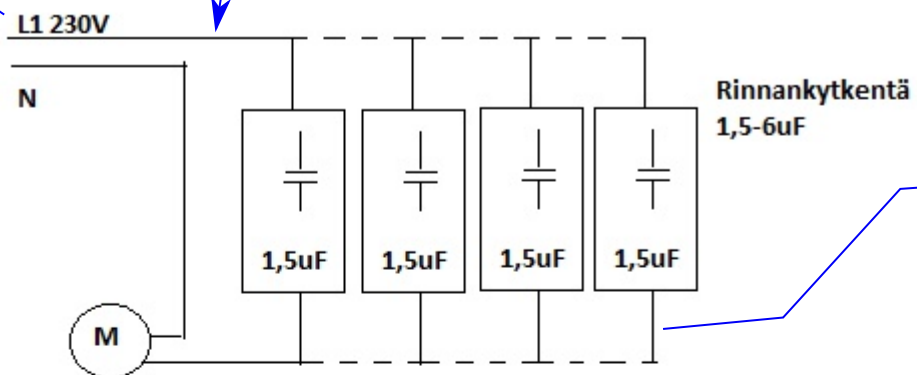 L1 230V
N
Rinnankytkentä
1,5-6uF
1,5uF 1,5uF 1,5uF 1,5uF
M